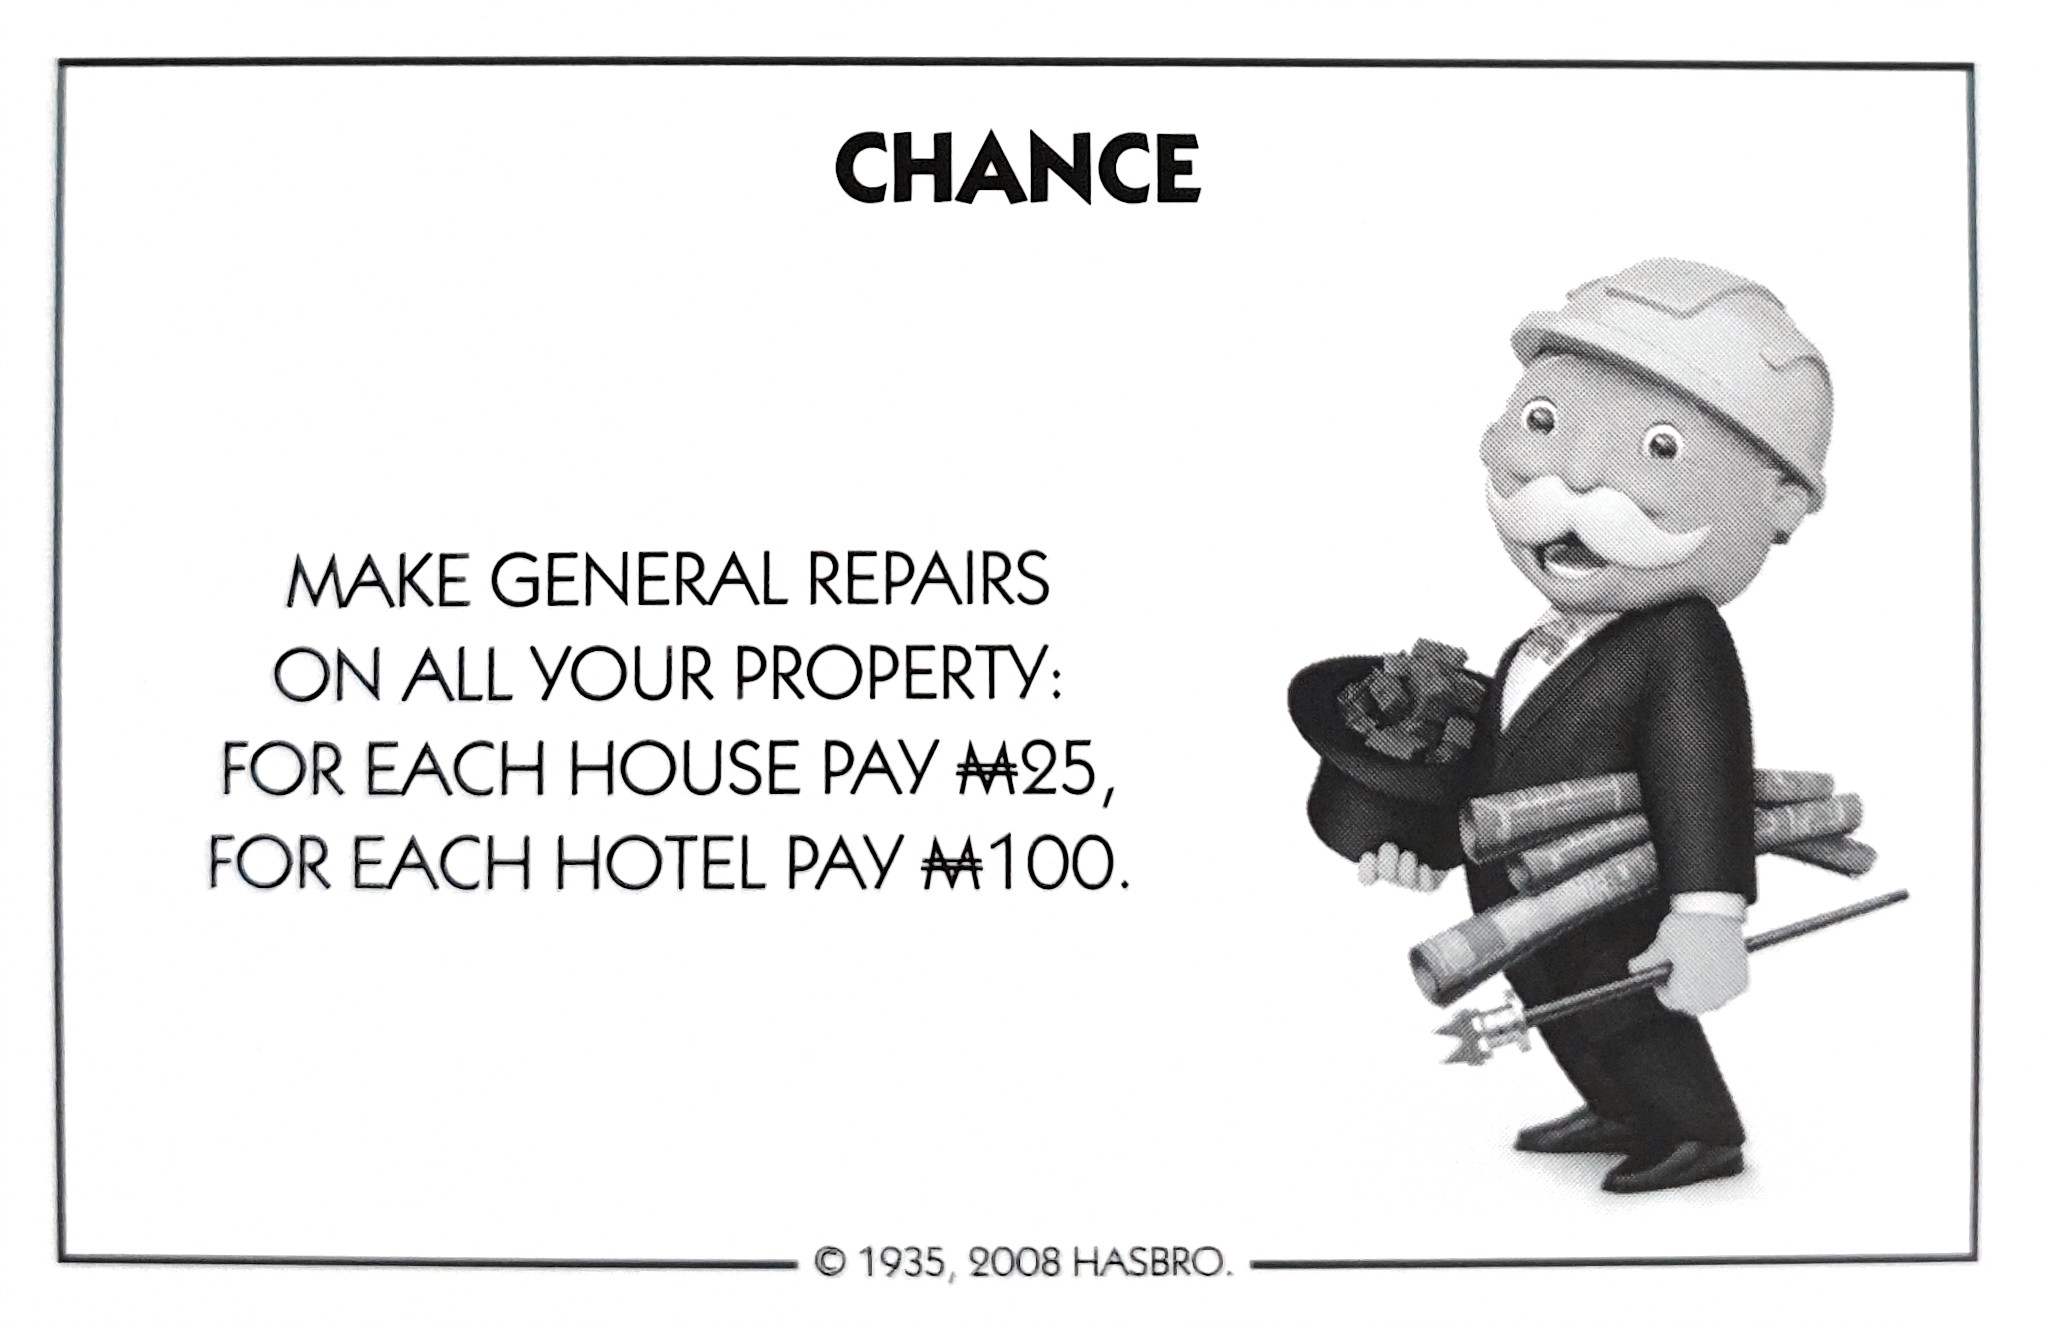 CHANCE
MAKE GENERAL REPAIRS
ON ALL YOUR PROPERTY:
FOR EACH HOUSE PAY ₩25,
FOR EACH HOTEL PAY ₩100.
© 1935, 2008 HASBRO.